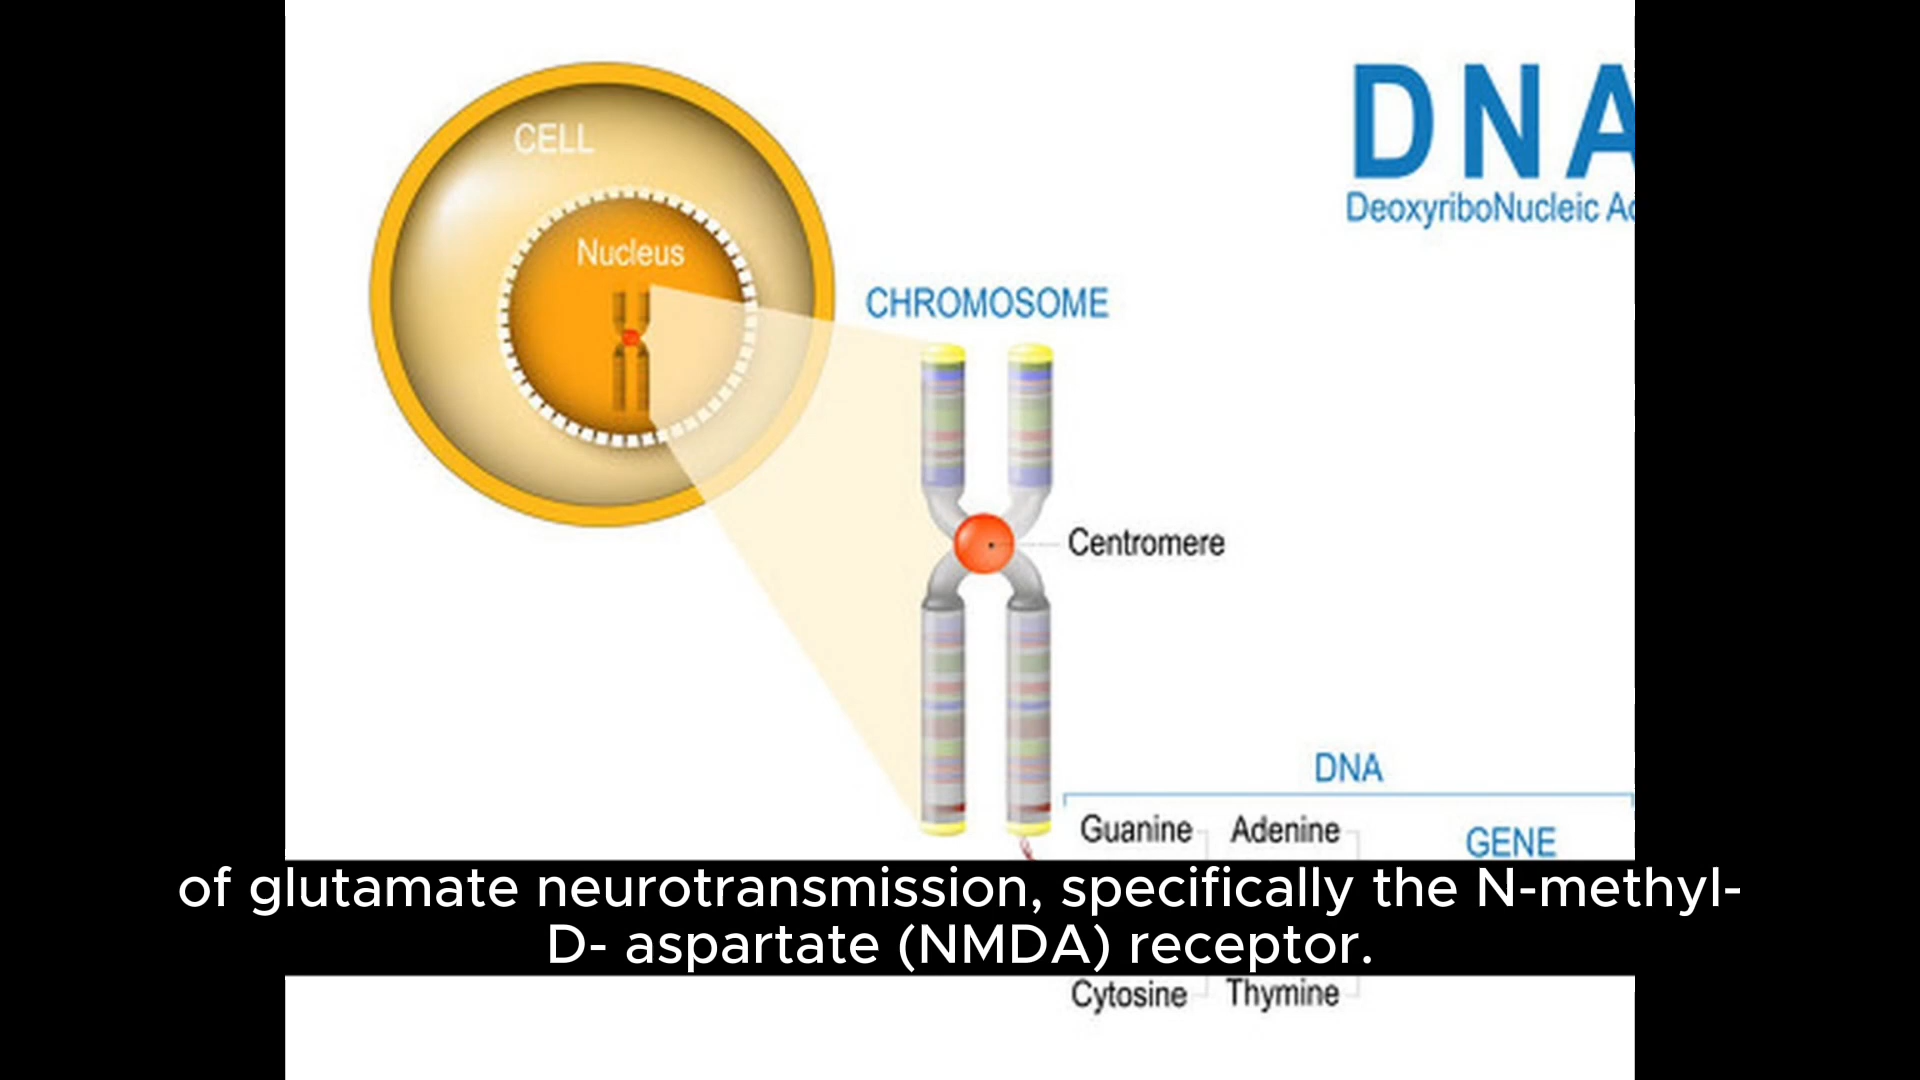 DNA
DeoxyriboNucleic Ac
CELL
Nucleus
CHROMOSOME
Centromere
DNA
Guanine Adenine
GENE
of glutamate neurotransmission, specifically the N-methyl-
D- aspartate (NMDA) receptor.
Cytosine Thymine